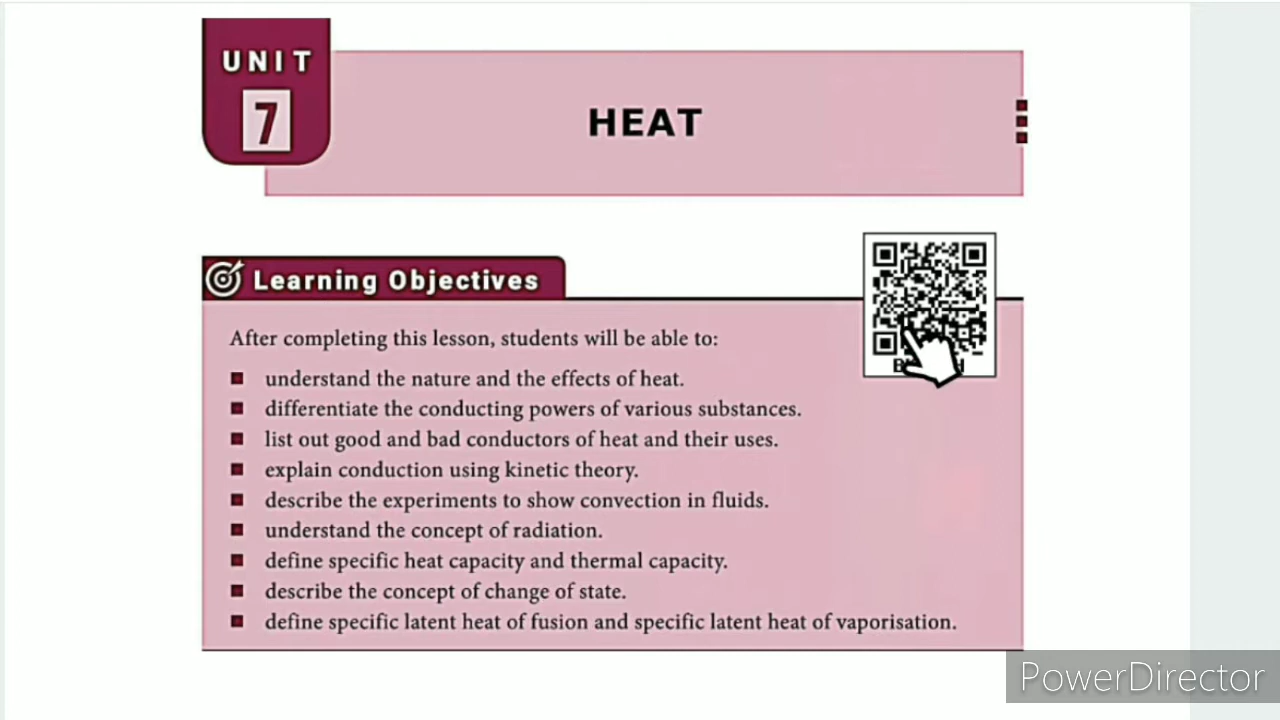 UNIT
7
HEAT
Learning Objectives
After completing this lesson, students will be able to:
understand the nature and the effects of heat.
differentiate the conducting powers of various substances.
list out good and bad conductors of heat and their uses.
explain conduction using kinetic theory.
describe the experiments to show convection in fluids.
understand the concept of radiation.
define specific heat capacity and thermal capacity.
describe the concept of change of state.
define specific latent heat of fusion and specific latent heat of vaporisation.
PowerDirector